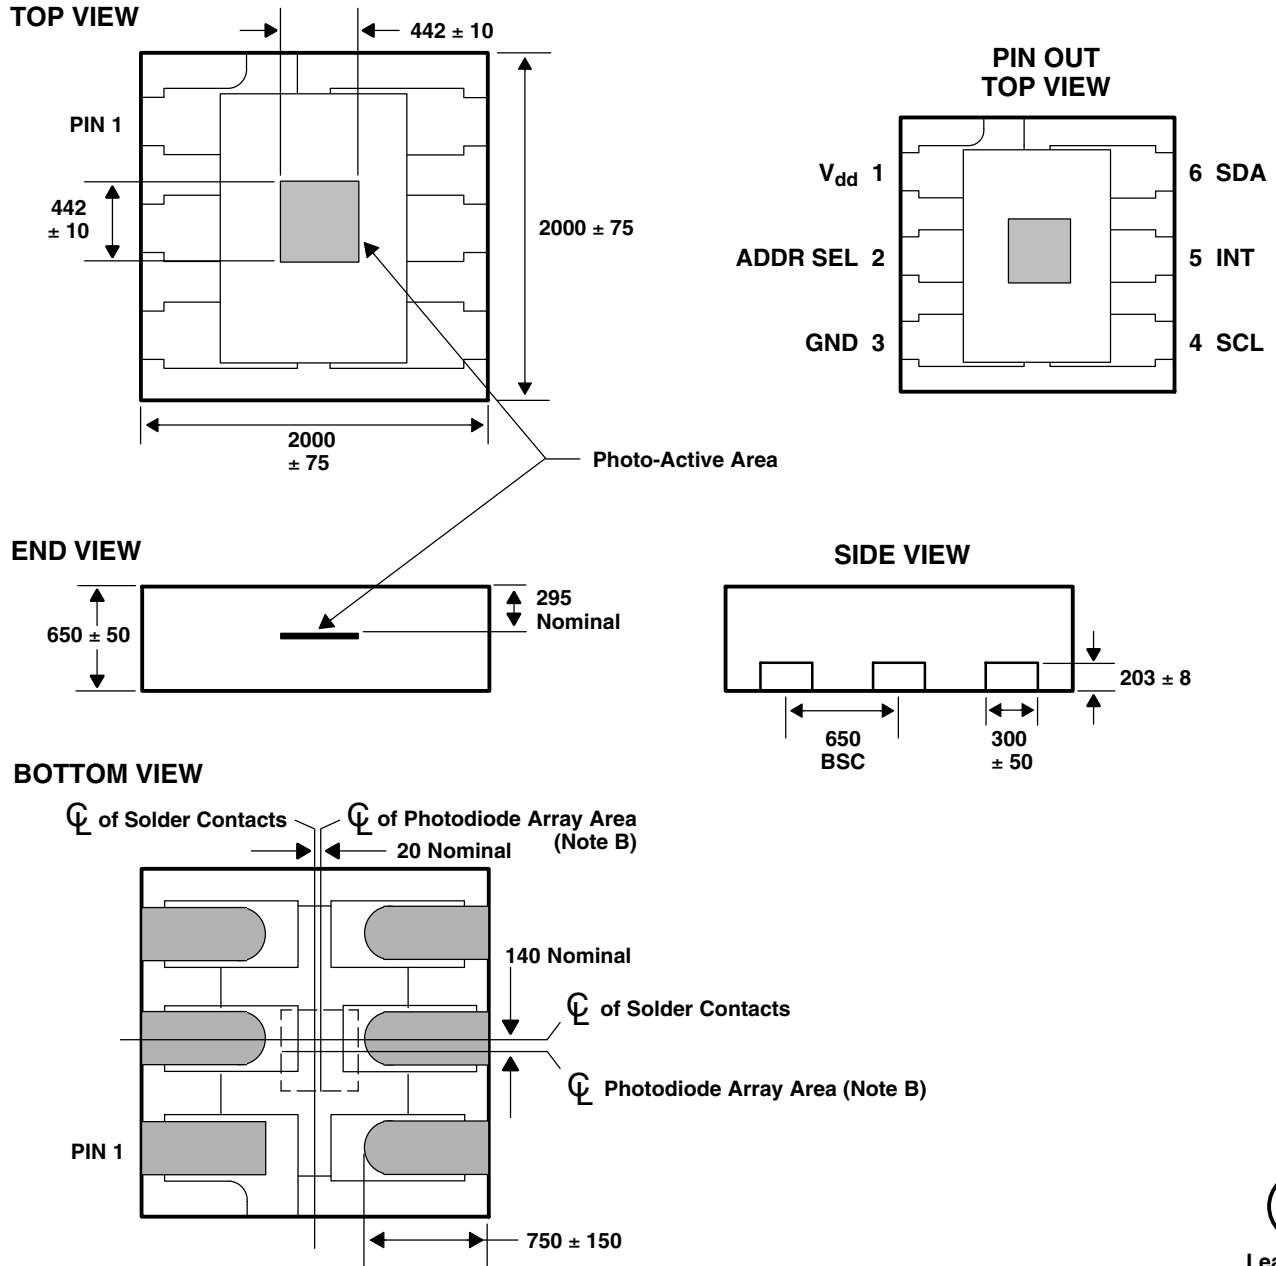 TOP VIEW
442 ± 10
PIN 1
442
± 10
2000 ± 75
2000
± 75
Photo-Active Area
PIN OUT
TOP VIEW
Vdd 1
6 SDA
ADDR SEL 2
5 INT
GND 3
4 SCL
END VIEW
650 ± 50
295
Nominal
SIDE VIEW
203 ± 8
650
BSC
300
± 50
BOTTOM VIEW
℄ of Solder Contacts
℄ of Photodiode Array Area
(Note B)
20 Nominal
140 Nominal
℄ of Solder Contacts
℄ Photodiode Array Area (Note B)
PIN 1
750 ± 150
Lea